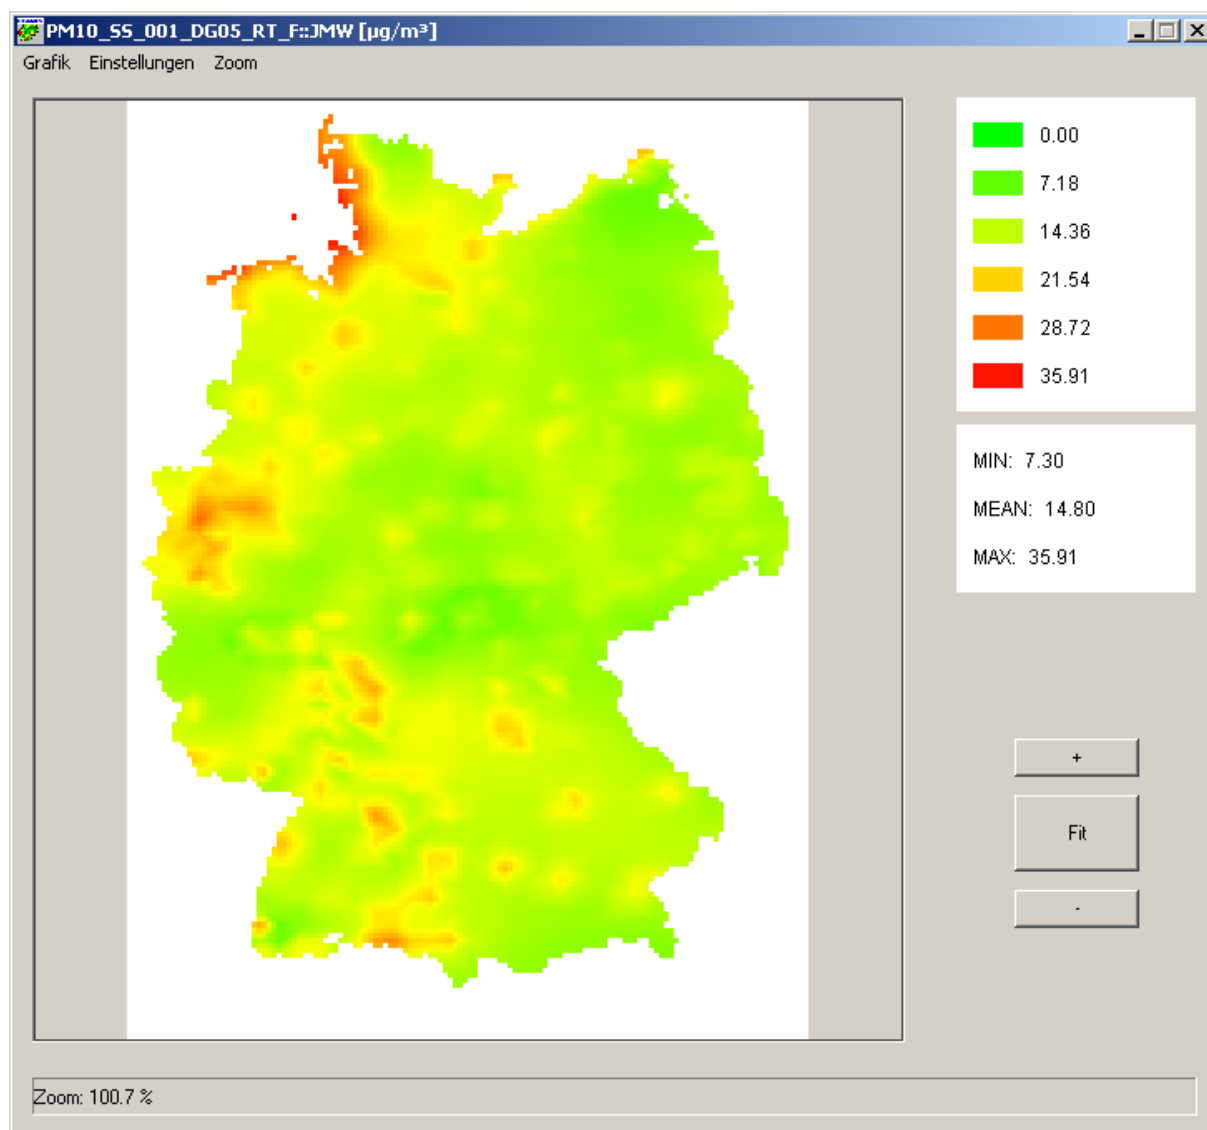 PM10_SS_001_DG05_RT_F::JMW [µg/m³]
Grafik Einstellungen Zoom
0.00
7.18
14.36
21.54
28.72
35.91
MIN: 7.30
MEAN: 14.80
MAX: 35.91
+
Fit
-
Zoom: 100.7 %